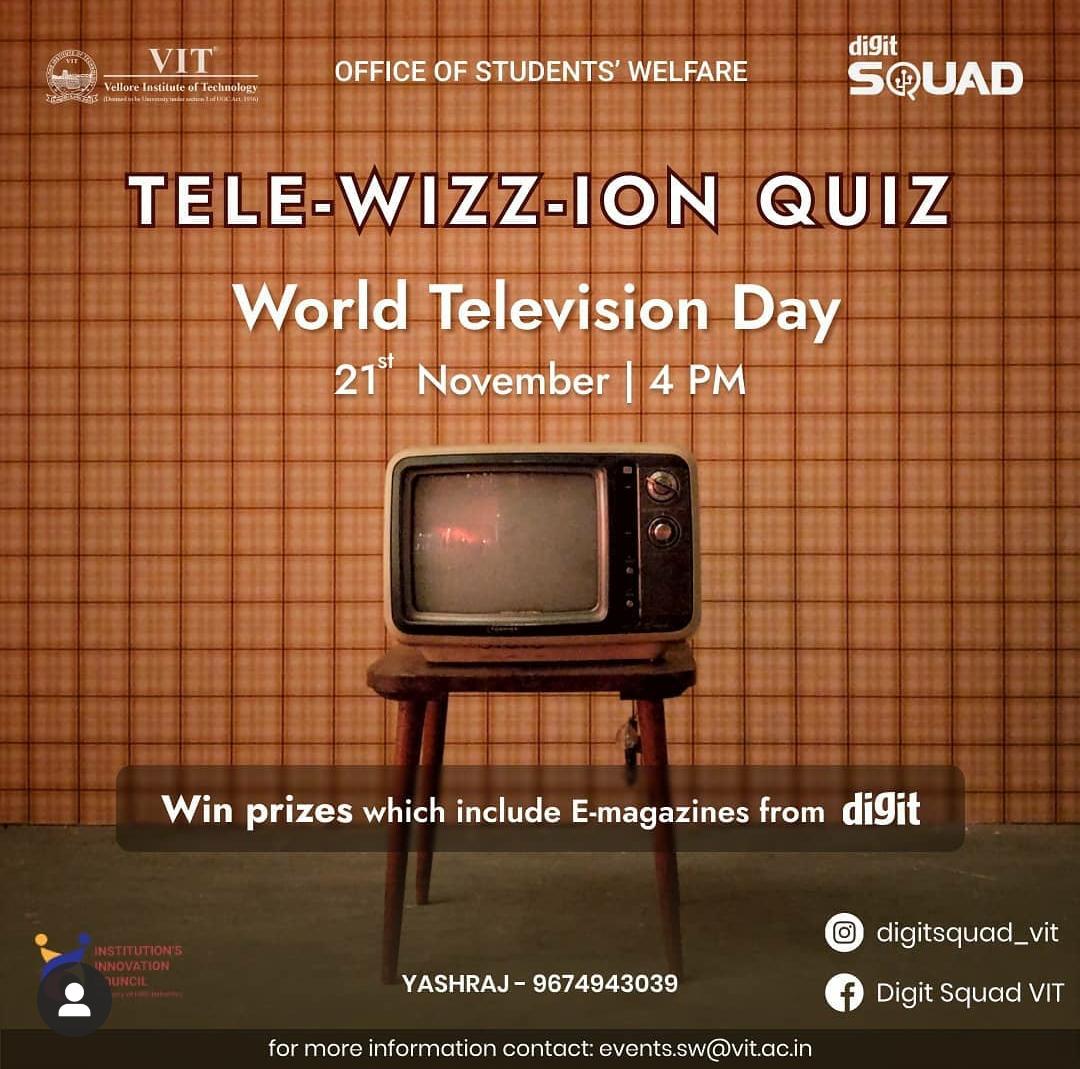 VIT
Vellore Institute of Technology
(Deemed to be University under section 3 of UGC Act, 1956)
OFFICE OF STUDENTS' WELFARE
digit
SQUAD
TELE-WIZZ-ION QUIZ
World Television Day
21st November | 4 PM
Win prizes which include E-magazines from digit
INSTITUTION'S
INNOVATION
COUNCIL
YASHRAJ - 9674943039
digitsquad_vit
Digit Squad VIT
for more information contact: events.sw@vit.ac.in